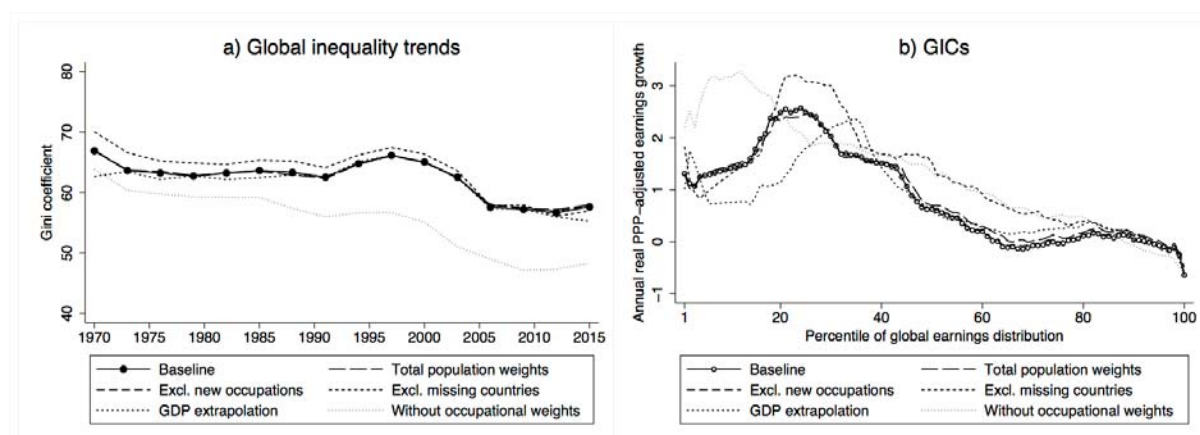 a) Global inequality trends
Gini coefficient
80
70
60
50
40
1970 1975 1980 1985 1990 1995 2000 2005 2010 2015
Baseline Total population weights
Excl. new occupations Excl. missing countries
GDP extrapolation Without occupational weights
b) GICs
Annual real PPP-adjusted earnings growth
3
2
1
0
-1
1 20 40 60 80 100
Percentile of global earnings distribution
Baseline Total population weights
Excl. new occupations Excl. missing countries
GDP extrapolation Without occupational weights